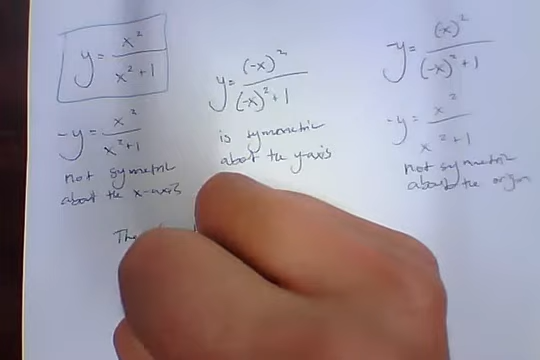 y = x²/(x²+1)
-y = x²/(x²+1)
not symmetric
about the x-axis
y = (-x)²/((-x)²+1)
is symmetric
about the y-axis
-y = (-x)²/((-x)²+1)
-y = x²/(x²+1)
not symmetric
about the origin
The